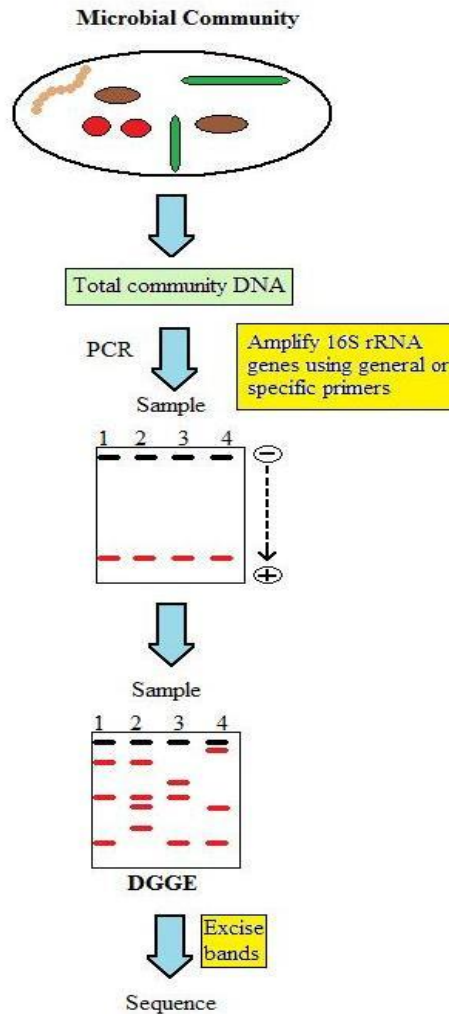 Microbial Community
Total community DNA
PCR
Amplify 16S rRNA
genes using general or
specific primers
Sample
1 2 3 4
−
+
Sample
1 2 3 4
DGGE
Excise
bands
Sequence